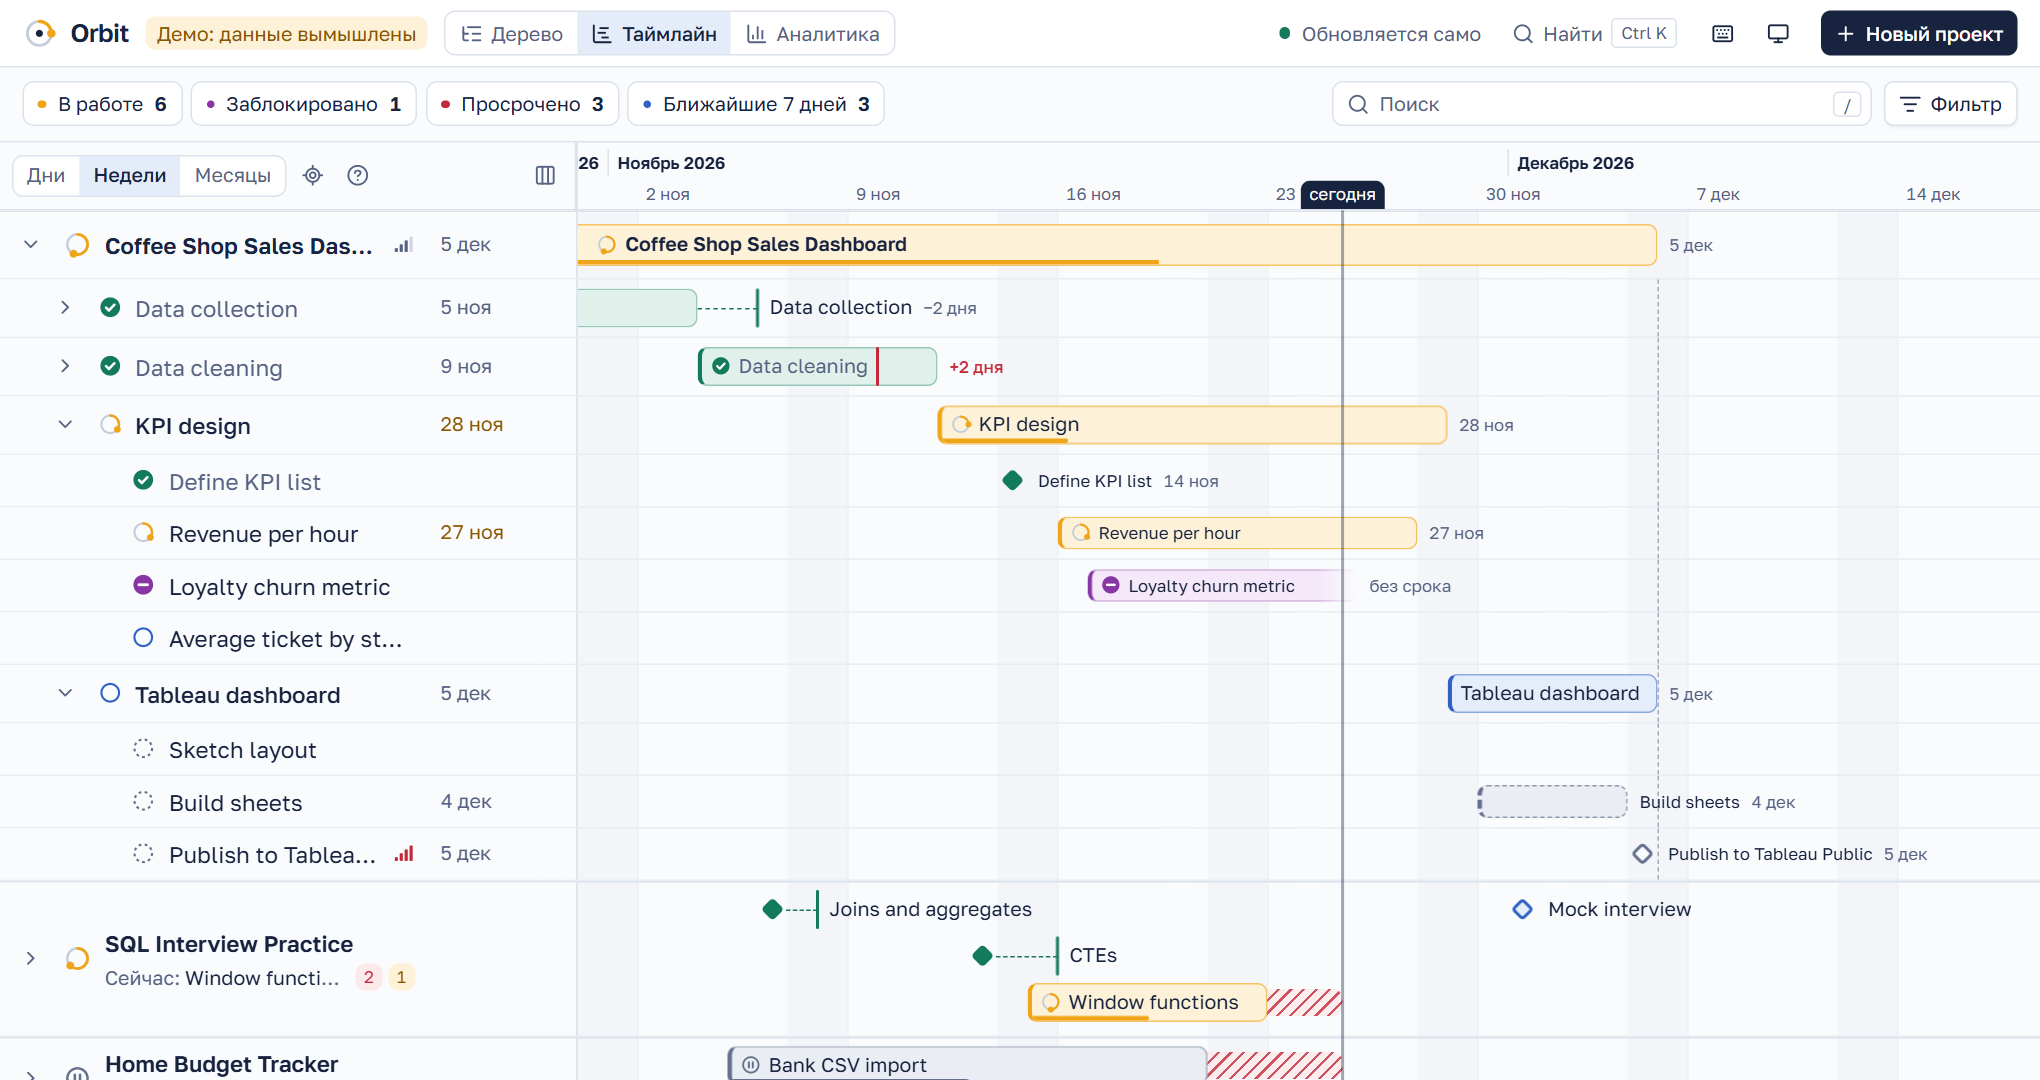 Orbit
Демо: данные вымышлены
Дерево
Таймлайн
Аналитика
Обновляется само
Найти
Ctrl K
Новый проект
В работе 6
Заблокировано 1
Просрочено 3
Ближайшие 7 дней 3
Поиск
/
Фильтр
Дни
Недели
Месяцы
26
Ноябрь 2026
Декабрь 2026
2 ноя
9 ноя
16 ноя
23
сегодня
30 ноя
7 дек
14 дек
Coffee Shop Sales Das...
5 дек
Coffee Shop Sales Dashboard
5 дек
Data collection
5 ноя
Data collection
−2 дня
Data cleaning
9 ноя
Data cleaning
+2 дня
KPI design
28 ноя
KPI design
28 ноя
Define KPI list
Define KPI list
14 ноя
Revenue per hour
27 ноя
Revenue per hour
27 ноя
Loyalty churn metric
Loyalty churn metric
без срока
Average ticket by st...
Tableau dashboard
5 дек
Tableau dashboard
5 дек
Sketch layout
Build sheets
4 дек
Build sheets
4 дек
Publish to Tablea...
5 дек
Publish to Tableau Public
5 дек
Joins and aggregates
Mock interview
SQL Interview Practice
CTEs
Сейчас: Window functi...
2
1
Window functions
Home Budget Tracker
Bank CSV import